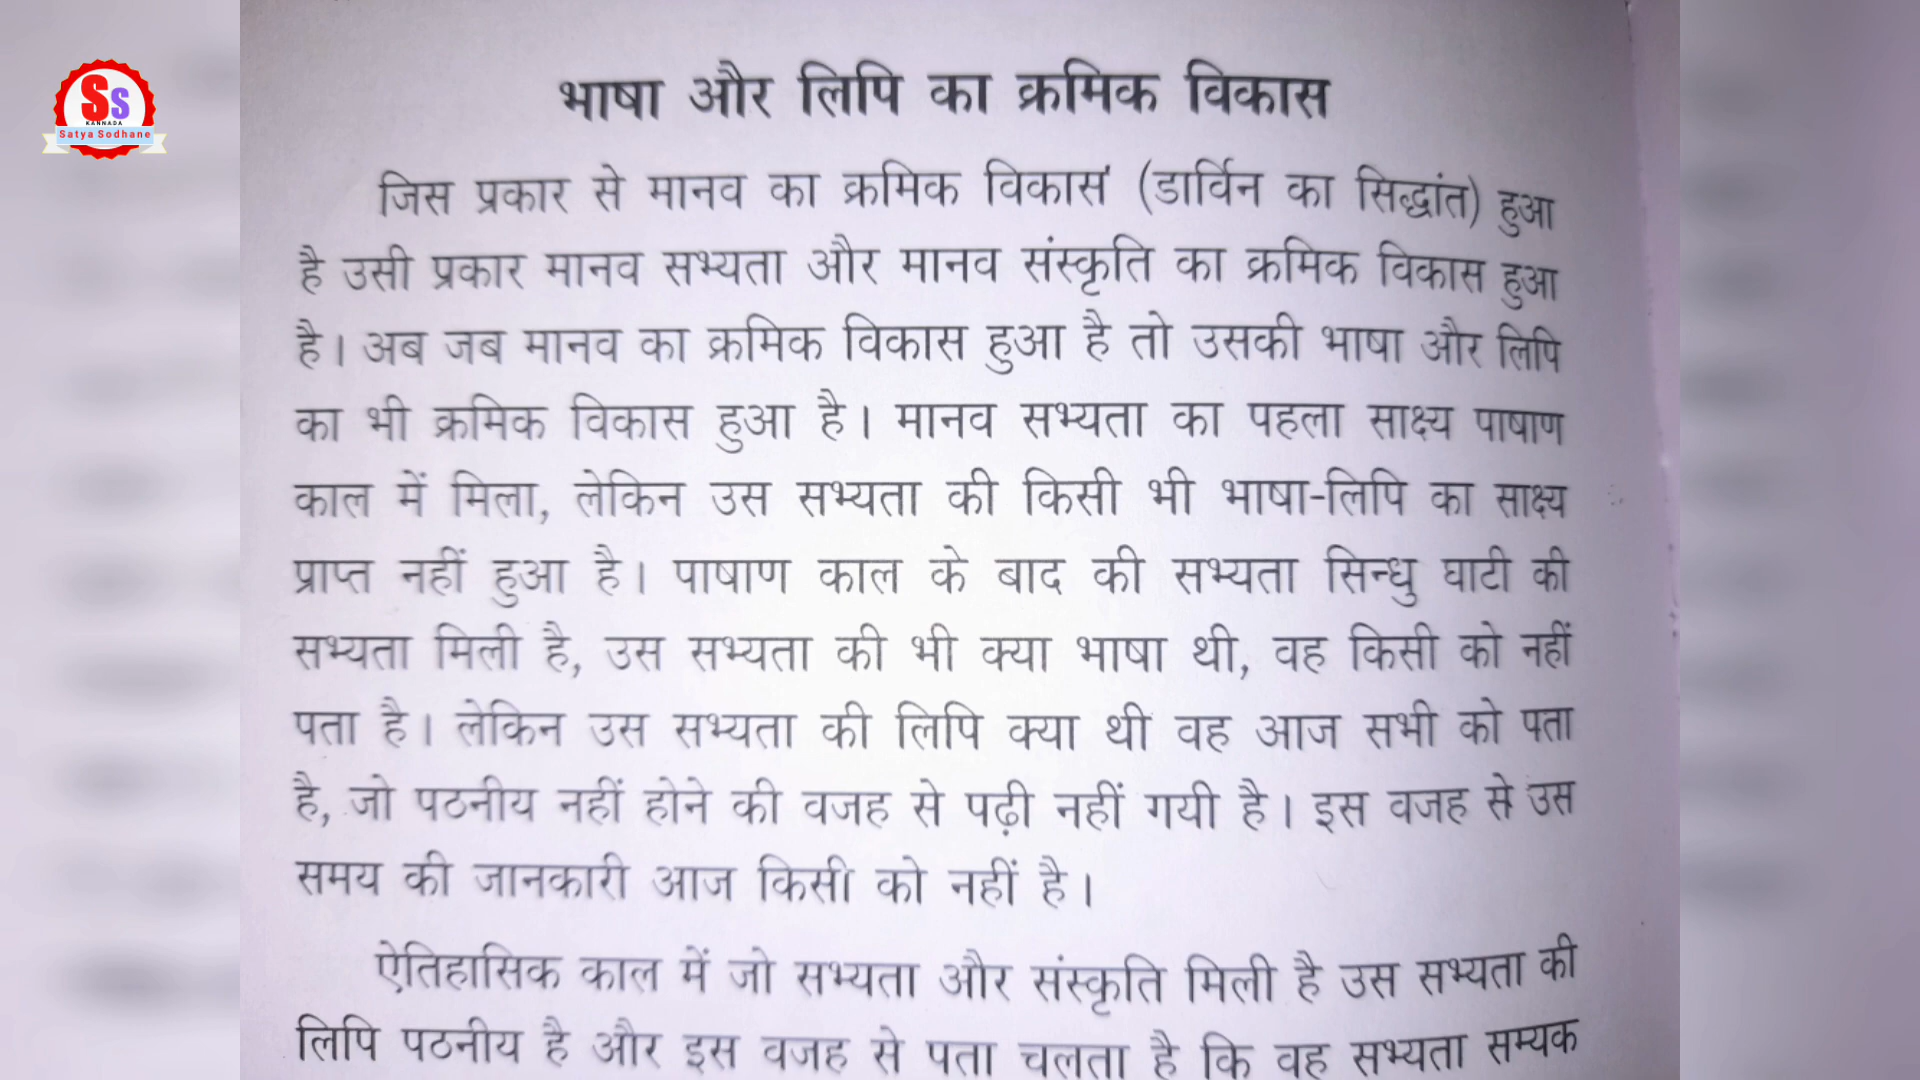 Ss
KANNADA
Satya Sodhane
भाषा और लिपि का क्रमिक विकास
जिस प्रकार से मानव का क्रमिक विकास (डार्विन का सिद्धांत) हुआ
है उसी प्रकार मानव सभ्यता और मानव संस्कृति का क्रमिक विकास हुआ
है। अब जब मानव का क्रमिक विकास हुआ है तो उसकी भाषा और लिपि
का भी क्रमिक विकास हुआ है। मानव सभ्यता का पहला साक्ष्य पाषाण
काल में मिला, लेकिन उस सभ्यता की किसी भी भाषा-लिपि का साक्ष्य
प्राप्त नहीं हुआ है। पाषाण काल के बाद की सभ्यता सिन्धु घाटी की
सभ्यता मिली है, उस सभ्यता की भी क्या भाषा थी, वह किसी को नहीं
पता है। लेकिन उस सभ्यता की लिपि क्या थी वह आज सभी को पता
है, जो पठनीय नहीं होने की वजह से पढ़ी नहीं गयी है। इस वजह से उस
समय की जानकारी आज किसी को नहीं है।
ऐतिहासिक काल में जो सभ्यता और संस्कृति मिली है उस सभ्यता की
लिपि पठनीय है और इस वजह से पता चलता है कि वह सभ्यता सम्यक